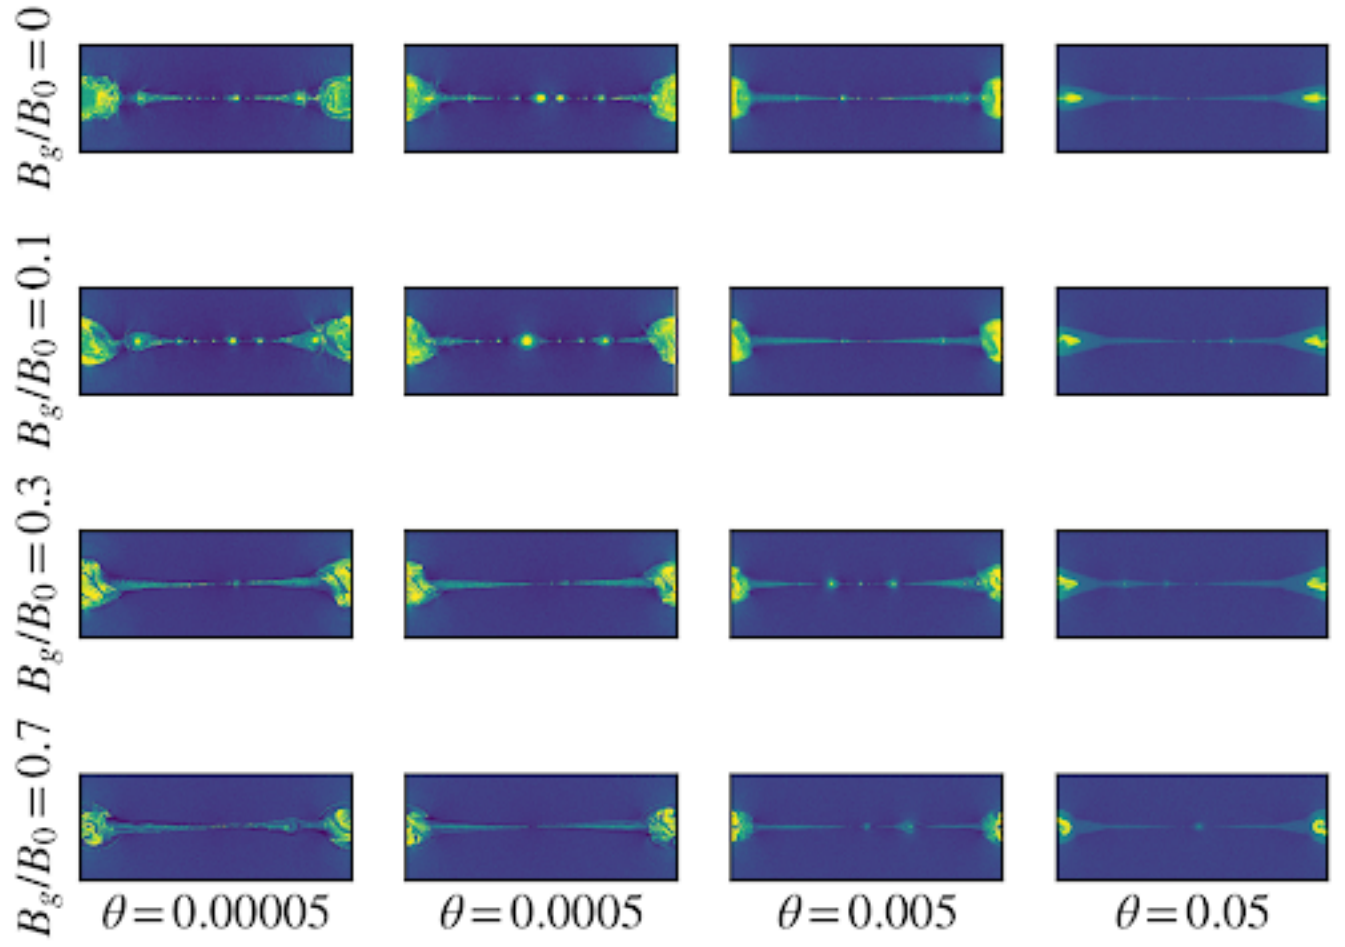 B_g/B_0 = 0
B_g/B_0 = 0.1
B_g/B_0 = 0.3
B_g/B_0 = 0.7
θ = 0.00005
θ = 0.0005
θ = 0.005
θ = 0.05